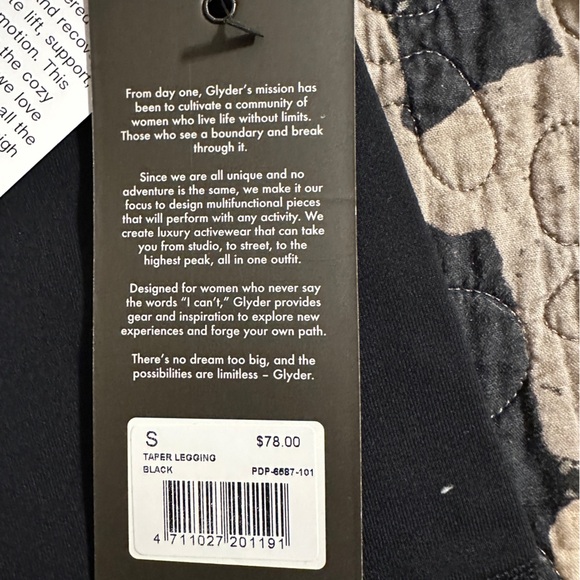 and recov
e lift, support,
motion. This
the cozy
we love
all the
igh
From day one, Glyder's mission has
been to cultivate a community of
women who live life without limits.
Those who see a boundary and break
through it.
Since we are all unique and no
adventure is the same, we make it our
focus to design multifunctional pieces
that will perform with any activity. We
create luxury activewear that can take
you from studio, to street, to the
highest peak, all in one outfit.
Designed for women who never say
the words "I can't," Glyder provides
gear and inspiration to explore new
experiences and forge your own path.
There's no dream too big, and the
possibilities are limitless – Glyder.
S $78.00
TAPER LEGGING
BLACK PDP-6687-101
4 711027 201191